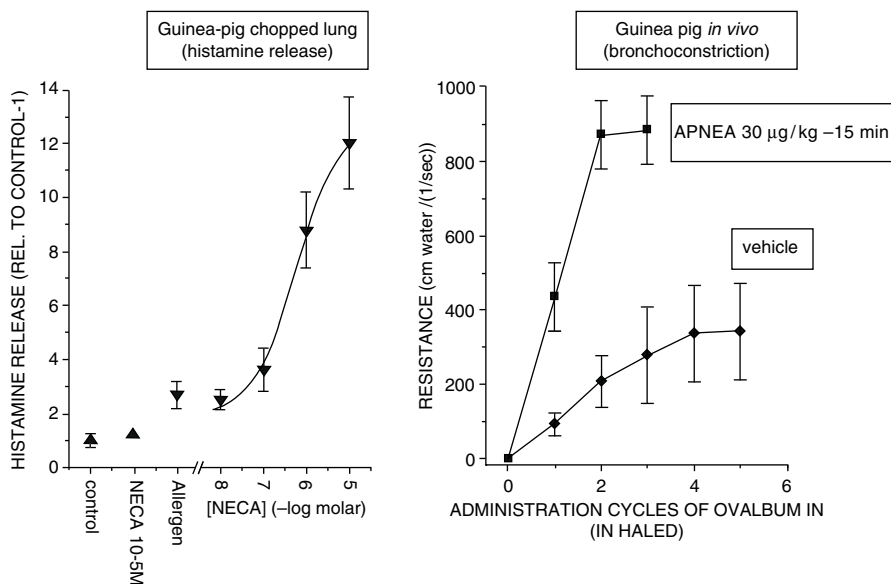 Guinea-pig chopped lung
(histamine release)
HISTAMINE RELEASE (REL. TO CONTROL-1)
14
12
10
8
6
4
2
0
control
NECA 10-5M
Allergen
8
7
6
5
[NECA] (–log molar)
Guinea pig in vivo
(bronchoconstriction)
RESISTANCE (cm water /(1/sec))
1000
800
600
400
200
0
APNEA 30 μg/kg –15 min
vehicle
0
2
4
6
ADMINISTRATION CYCLES OF OVALBUM IN
(IN HALED)